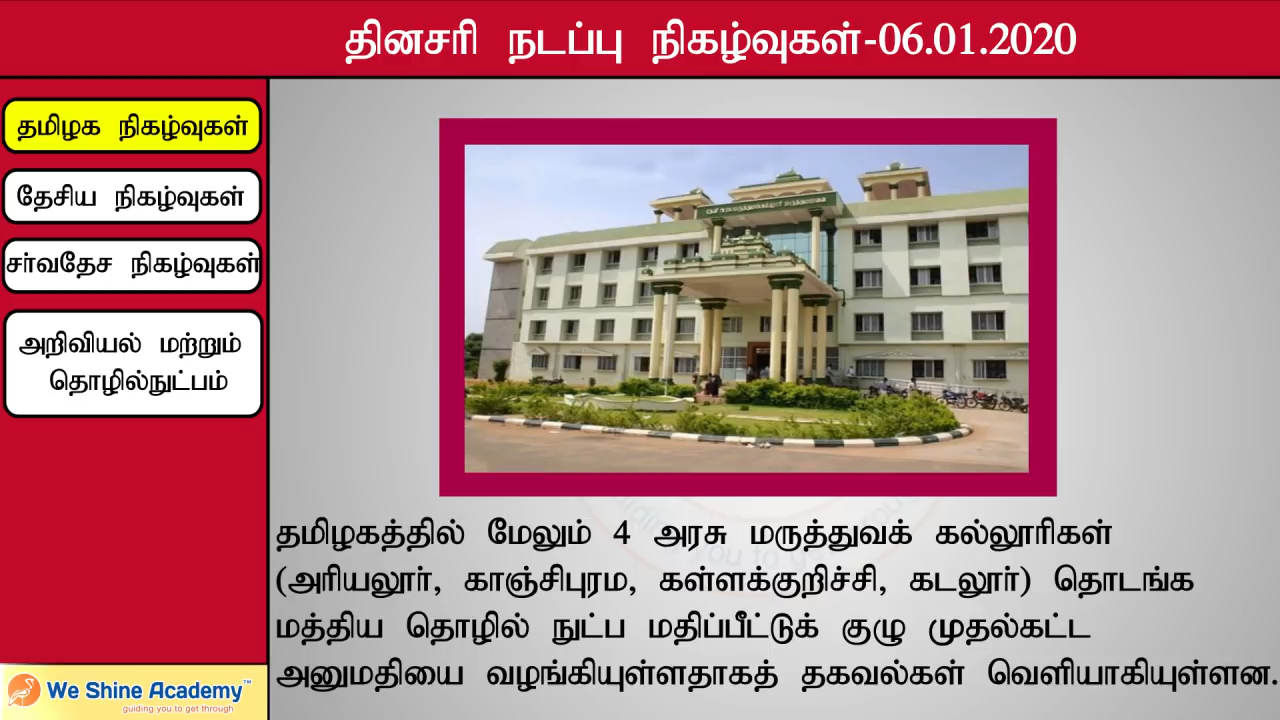 தினசரி நடப்பு நிகழ்வுகள்-06.01.2020
தமிழக நிகழ்வுகள்
தேசிய நிகழ்வுகள்
சர்வதேச நிகழ்வுகள்
அறிவியல் மற்றும்
தொழில்நுட்பம்
தமிழகத்தில் மேலும் 4 அரசு மருத்துவக் கல்லூரிகள்
(அரியலூர், காஞ்சிபுரம, கள்ளக்குறிச்சி, கடலூர்) தொடங்க
மத்திய தொழில் நுட்ப மதிப்பீட்டுக் குழு முதல்கட்ட
அனுமதியை வழங்கியுள்ளதாகத் தகவல்கள் வெளியாகியுள்ளன.
We Shine Academy™
guiding you to get through.